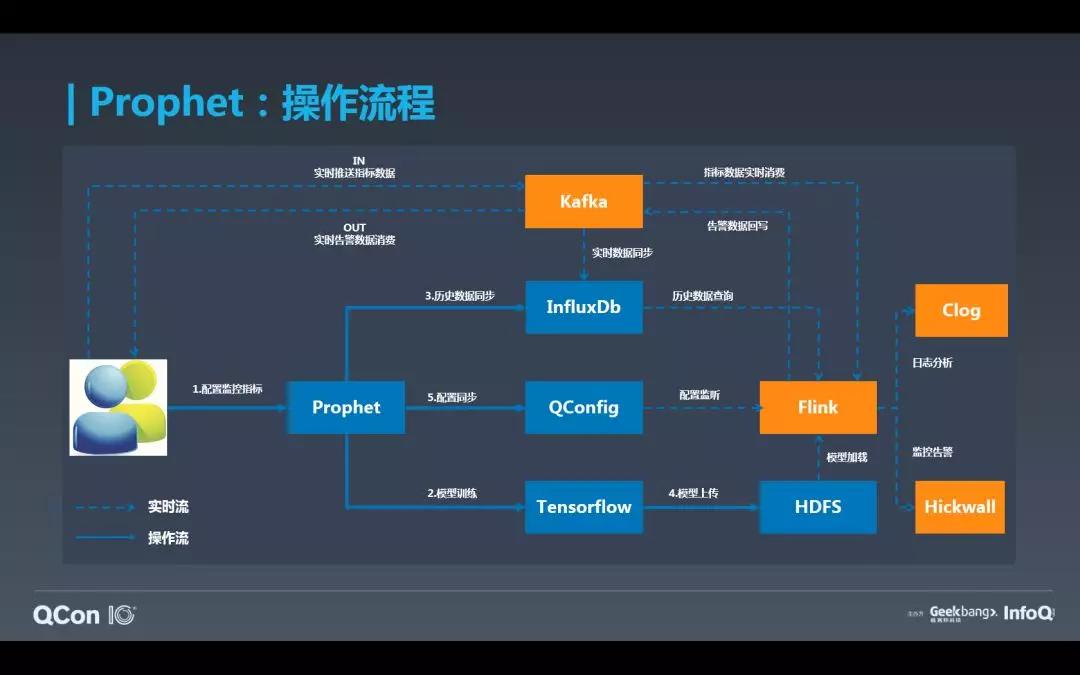 Prophet：操作流程
IN
实时推送指标数据
Kafka
指标数据实时消费
OUT
实时告警数据消费
告警数据回写
实时数据同步
3.历史数据同步
InfluxDb
历史数据查询
Clog
日志分析
1.配置监控指标
Prophet
5.配置同步
QConfig
配置监听
Flink
模型加载
监控告警
2.模型训练
Tensorflow
4.模型上传
HDFS
Hickwall
实时流
操作流
QCon 10
主办方 Geekbang>. InfoQ
极客邦科技